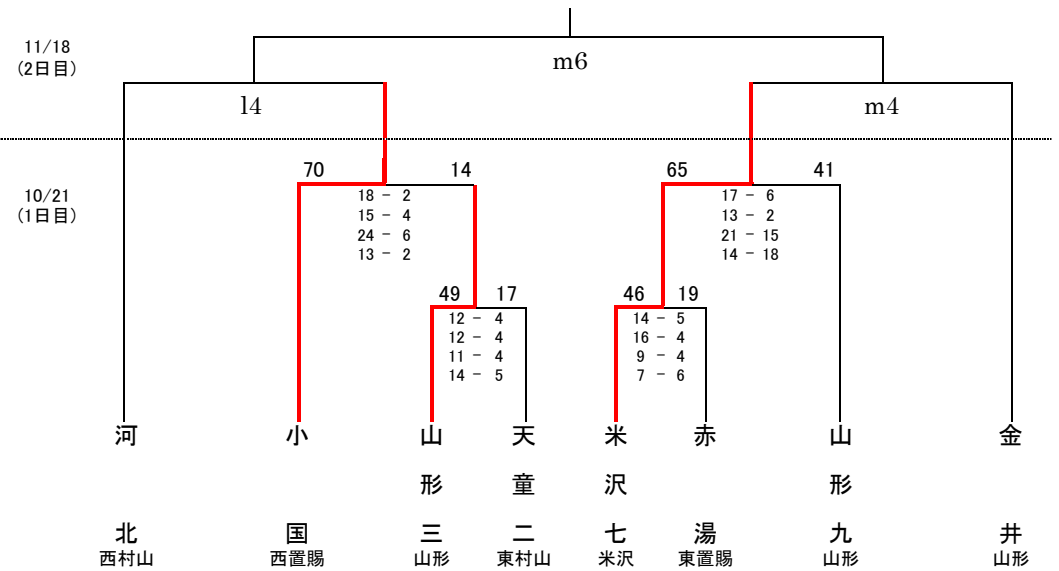 11/18
(2日目)
m6
l4
m4
10/21
(1日目)
70 14
18 - 2
15 - 4
24 - 6
13 - 2
65 41
17 - 6
13 - 2
21 - 15
14 - 18
49 17
12 - 4
12 - 4
11 - 4
14 - 5
46 19
14 - 5
16 - 4
9 - 4
7 - 6
河北
西村山
小国
西置賜
山形三
山形
天童二
東村山
米沢七
米沢
赤湯
東置賜
山形九
山形
金井
山形